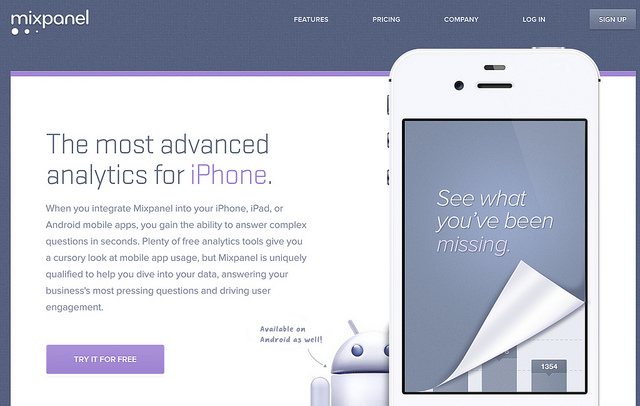 mixpanel
FEATURES
PRICING
COMPANY
LOG IN
SIGN UP
The most advanced
analytics for iPhone.
When you integrate Mixpanel into your iPhone, iPad, or
Android mobile apps, you gain the ability to answer complex
questions in seconds. Plenty of free analytics tools give you
a cursory look at mobile app usage, but Mixpanel is uniquely
qualified to help you dive into your data, answering your
business's most pressing questions and driving user
engagement.
TRY IT FOR FREE
Available on
Android as well!
See what
you've been
missing.
1354